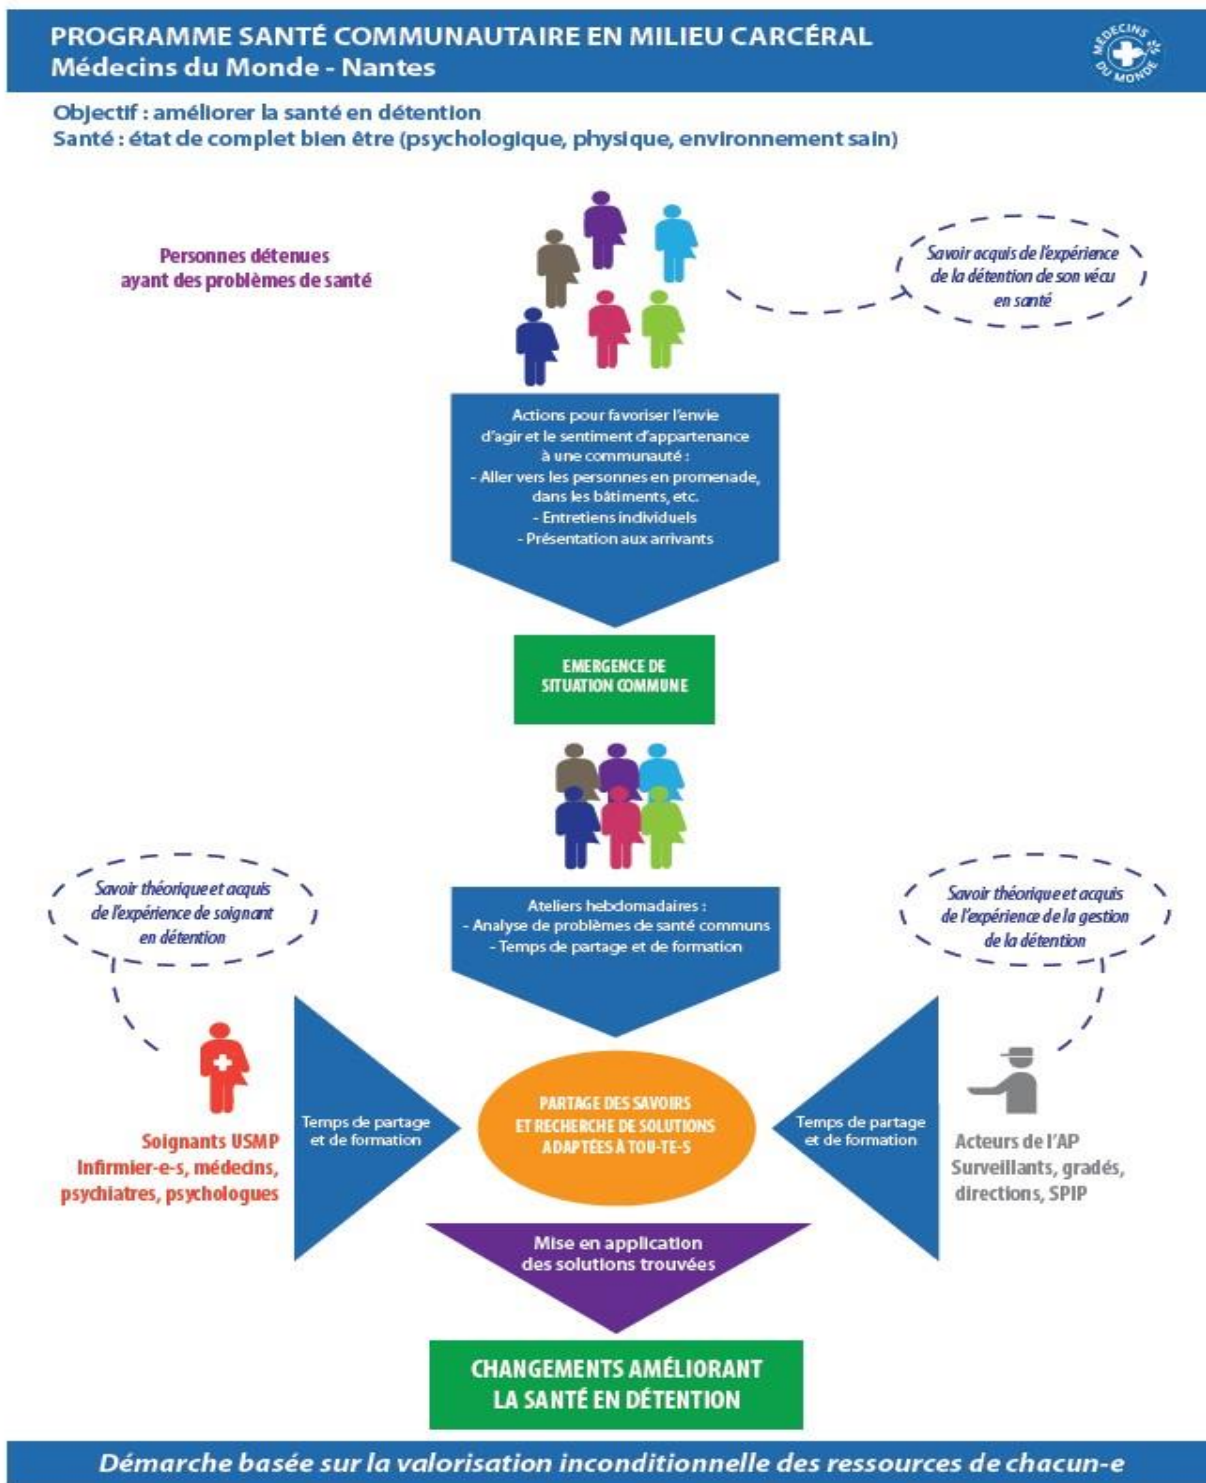 PROGRAMME SANTÉ COMMUNAUTAIRE EN MILIEU CARCÉRAL
Médecins du Monde - Nantes
MÉDECINS
DU MONDE
Objectif : améliorer la santé en détention
Santé : état de complet bien être (psychologique, physique, environnement sain)
Personnes détenues
ayant des problèmes de santé
Savoir acquis de l'expérience
de la détention de son vécu
en santé
Actions pour favoriser l'envie
d'agir et le sentiment d'appartenance
à une communauté :
- Aller vers les personnes en promenade,
dans les bâtiments, etc.
- Entretiens individuels
- Présentation aux arrivants
EMERGENCE DE
SITUATION COMMUNE
Savoir théorique et acquis
de l'expérience de soignant
en détention
Ateliers hebdomadaires :
- Analyse de problèmes de santé communs
- Temps de partage et de formation
Savoir théorique et acquis
de l'expérience de la gestion
de la détention
Soignants USMP
Infirmier-e-s, médecins,
psychiatres, psychologues
Temps de partage
et de formation
PARTAGE DES SAVOIRS
ET RECHERCHE DE SOLUTIONS
ADAPTÉES À TOU-TE-S
Temps de partage
et de formation
Acteurs de l'AP
Surveillants, gradés,
directions, SPIP
Mise en application
des solutions trouvées
CHANGEMENTS AMÉLIORANT
LA SANTÉ EN DÉTENTION
Démarche basée sur la valorisation inconditionnelle des ressources de chacun-e